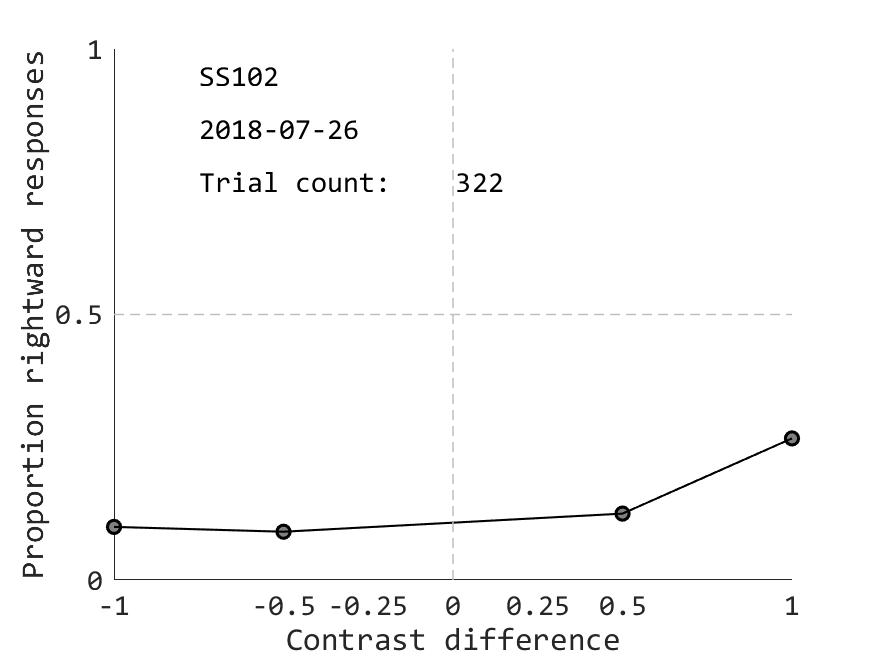 1
SS102
2018-07-26
Trial count: 322
Proportion rightward responses
0.5
0
-1 -0.5 -0.25 0 0.25 0.5 1
Contrast difference